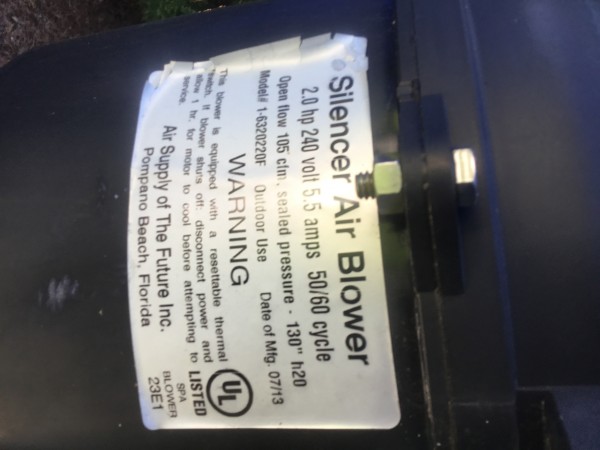 Silencer Air Blower
2.0 hp 240 volt 5.5 amps 50/60 cycle
Open flow 105 cfm, sealed pressure - 130" h20
Model# 1-6320220F Outdoor Use Date of Mfg. 07/13
WARNING
This blower is equipped with a resettable thermal
switch. If blower shuts off: disconnect power and
allow 1 hr. for motor to cool before attempting to
service.
Air Supply of The Future Inc.
Pompano Beach, Florida
UL
LISTED
SPA
BLOWER
23E1